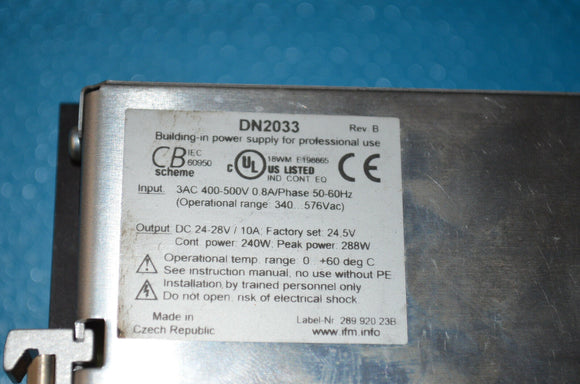 DN2033 Rev B
Building-in power supply for professional use
CB IEC 60950 scheme
c UL US LISTED 18WM E198865 IND CONT EQ
CE
Input: 3AC 400-500V 0.8A/Phase 50-60Hz
(Operational range: 340...576Vac)
Output: DC 24-28V / 10A; Factory set: 24.5V
Cont. power: 240W; Peak power: 288W
Operational temp. range: 0...+60 deg C
See instruction manual, no use without PE
Installation by trained personnel only
Do not open, risk of electrical shock
Made in Label-Nr. 289.920.23B
Czech Republic www.ifm.info